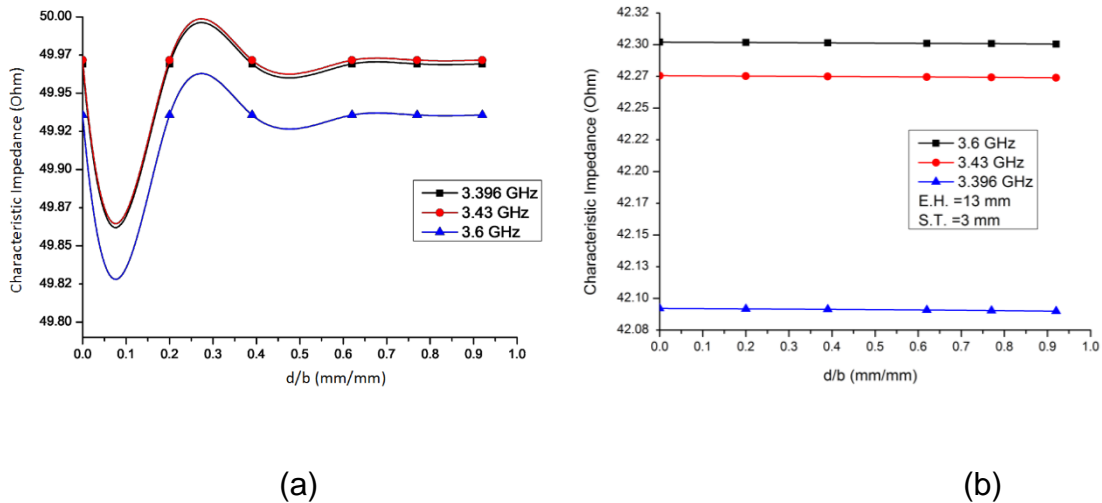 50.00
49.97
49.95
49.92
49.90
49.87
49.85
49.82
49.80
Characteristic Impedance (Ohm)
3.396 GHz
3.43 GHz
3.6 GHz
0.0 0.1 0.2 0.3 0.4 0.5 0.6 0.7 0.8 0.9 1.0
d/b (mm/mm)
(a)
42.32
42.30
42.27
42.25
42.22
42.20
42.17
42.15
42.13
42.10
42.08
Characteristic Impedance (Ohm)
3.6 GHz
3.43 GHz
3.396 GHz
E.H. =13 mm
S.T. =3 mm
0.0 0.1 0.2 0.3 0.4 0.5 0.6 0.7 0.8 0.9 1.0
d/b (mm/mm)
(b)